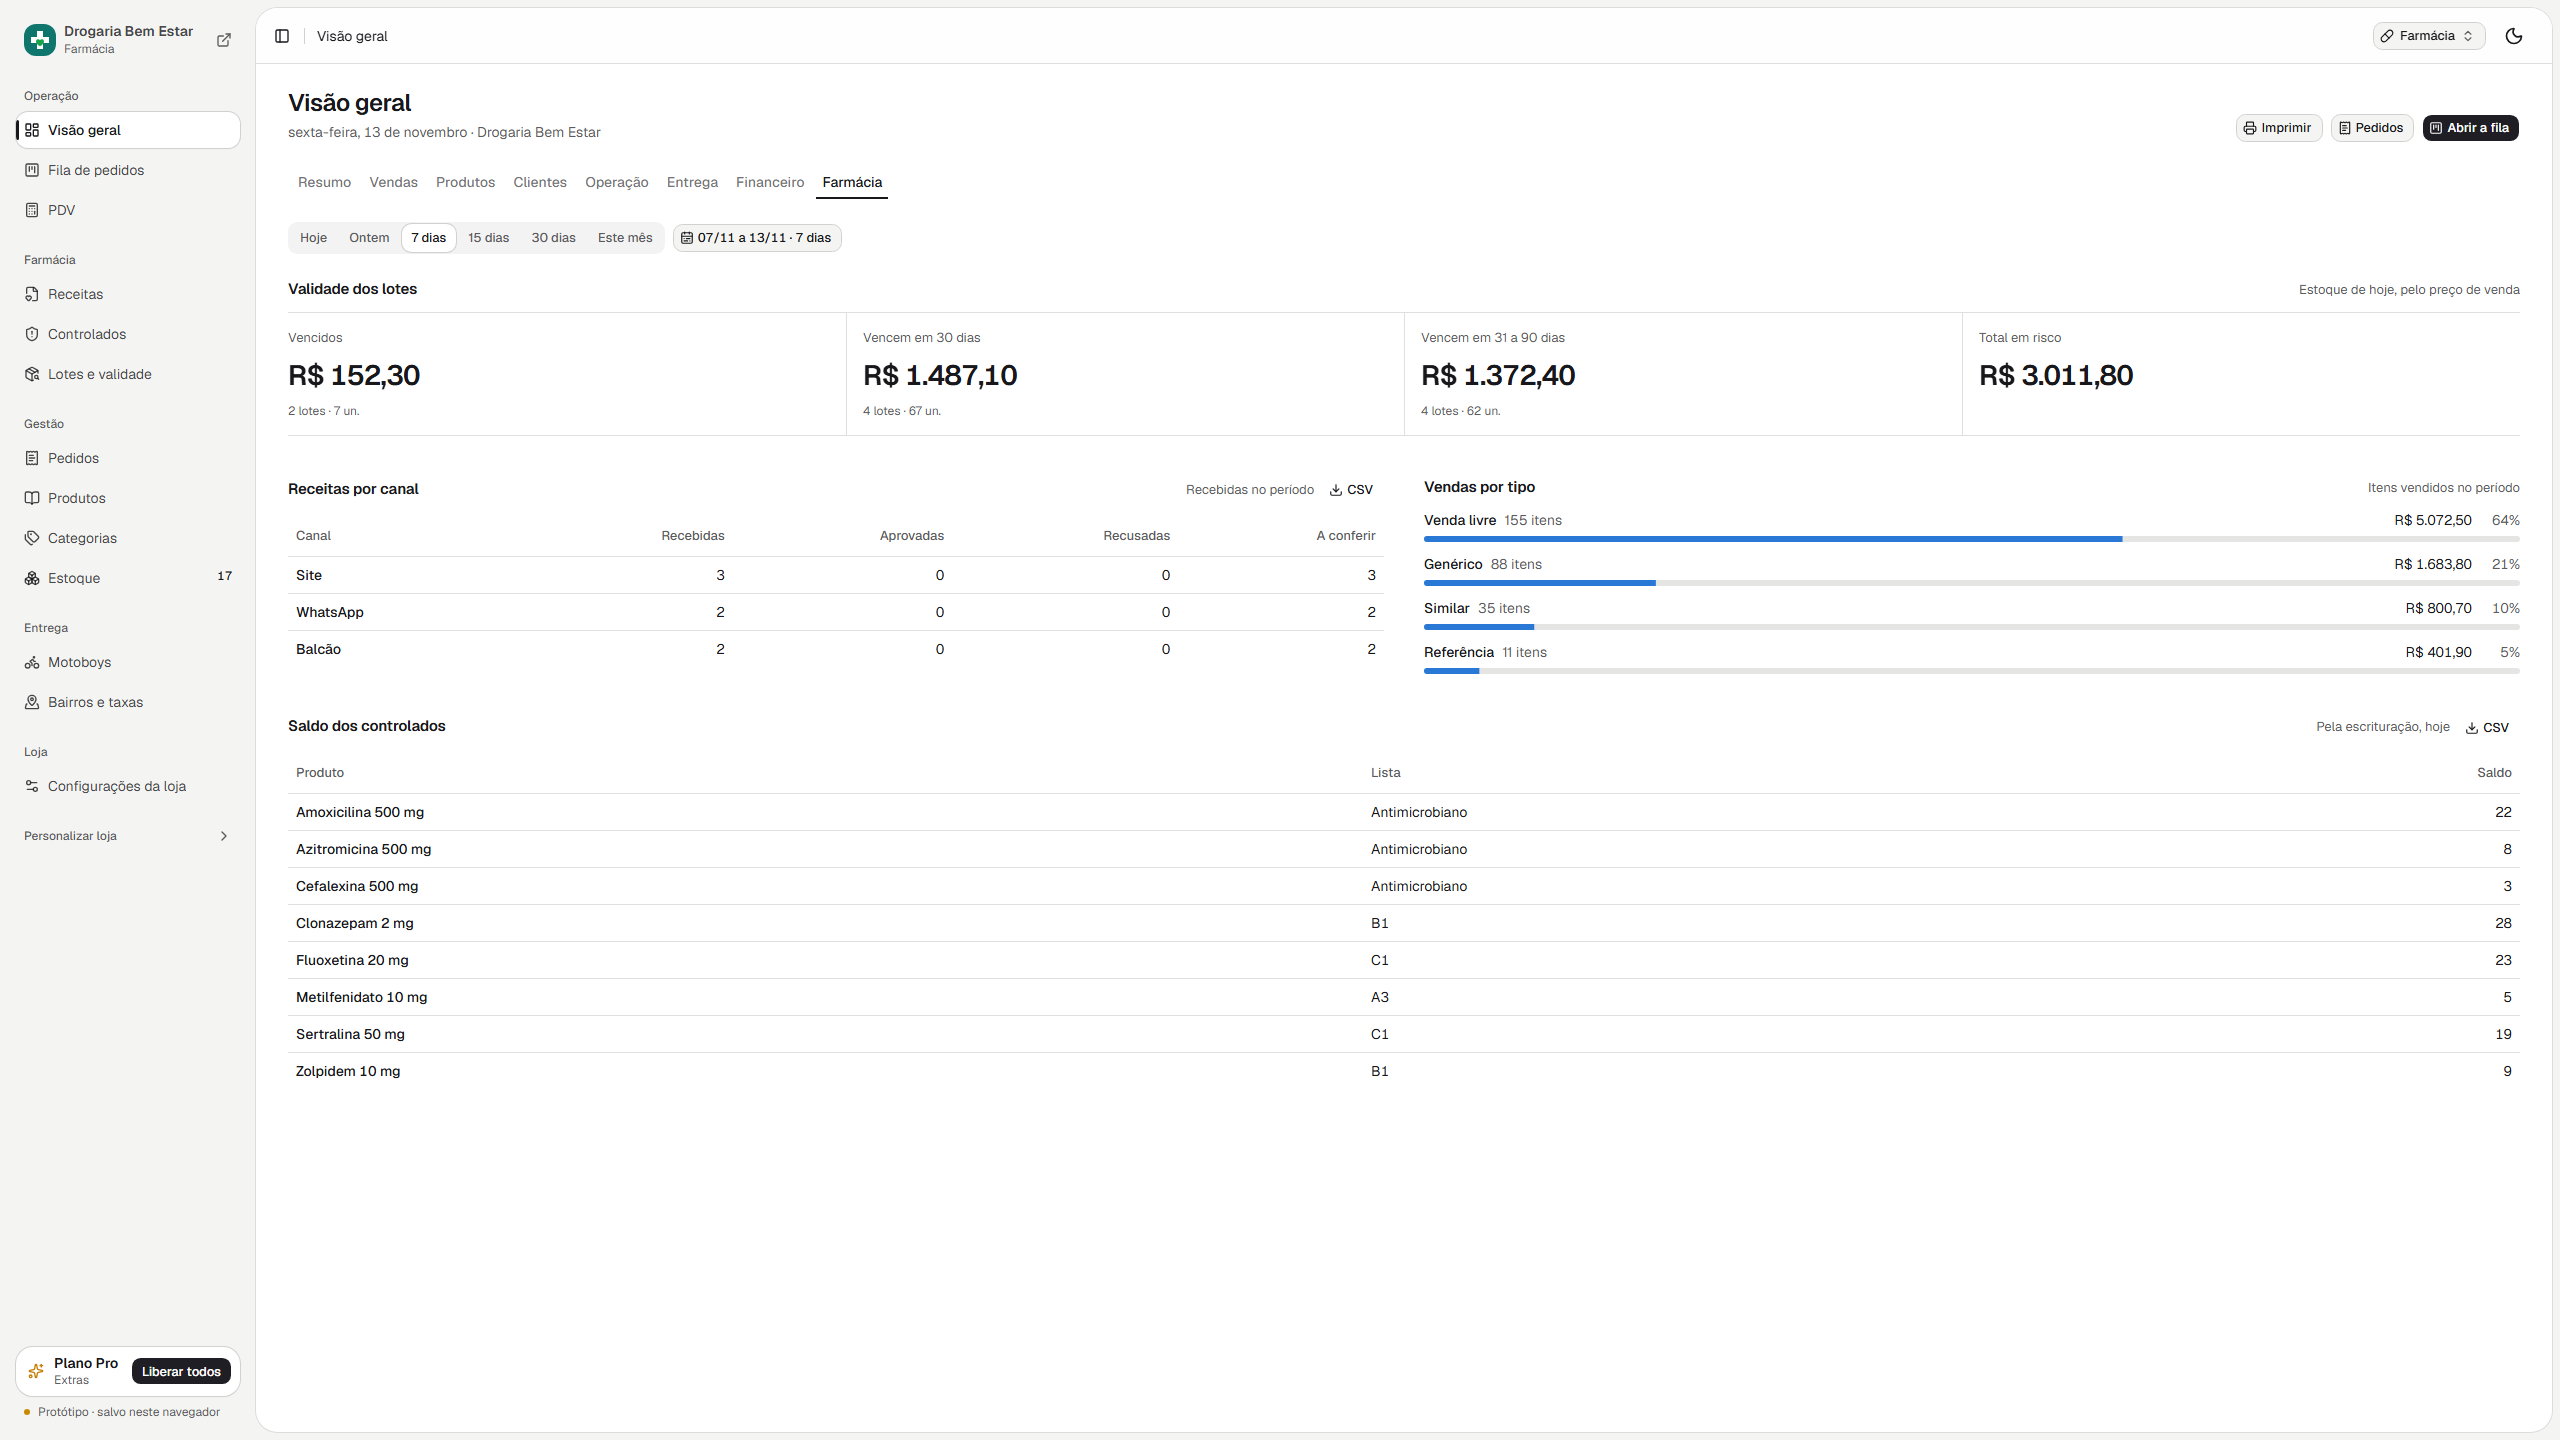 Drogaria Bem Estar
Farmácia
Operação
Visão geral
Fila de pedidos
PDV
Farmácia
Receitas
Controlados
Lotes e validade
Gestão
Pedidos
Produtos
Categorias
Estoque 17
Entrega
Motoboys
Bairros e taxas
Loja
Configurações da loja
Personalizar loja
Plano Pro
Extras
Liberar todos
Protótipo · salvo neste navegador
Visão geral
Farmácia
Visão geral
sexta-feira, 13 de novembro · Drogaria Bem Estar
Imprimir Pedidos Abrir a fila
Resumo Vendas Produtos Clientes Operação Entrega Financeiro Farmácia
Hoje Ontem 7 dias 15 dias 30 dias Este mês 07/11 a 13/11 · 7 dias
Validade dos lotes Estoque de hoje, pelo preço de venda
Vencidos
R$ 152,30
2 lotes · 7 un.
Vencem em 30 dias
R$ 1.487,10
4 lotes · 67 un.
Vencem em 31 a 90 dias
R$ 1.372,40
4 lotes · 62 un.
Total em risco
R$ 3.011,80
Receitas por canal Recebidas no período CSV
Canal Recebidas Aprovadas Recusadas A conferir
Site 3 0 0 3
WhatsApp 2 0 0 2
Balcão 2 0 0 2
Vendas por tipo Itens vendidos no período
Venda livre 155 itens R$ 5.072,50 64%
Genérico 88 itens R$ 1.683,80 21%
Similar 35 itens R$ 800,70 10%
Referência 11 itens R$ 401,90 5%
Saldo dos controlados Pela escrituração, hoje CSV
Produto Lista Saldo
Amoxicilina 500 mg Antimicrobiano 22
Azitromicina 500 mg Antimicrobiano 8
Cefalexina 500 mg Antimicrobiano 3
Clonazepam 2 mg B1 28
Fluoxetina 20 mg C1 23
Metilfenidato 10 mg A3 5
Sertralina 50 mg C1 19
Zolpidem 10 mg B1 9